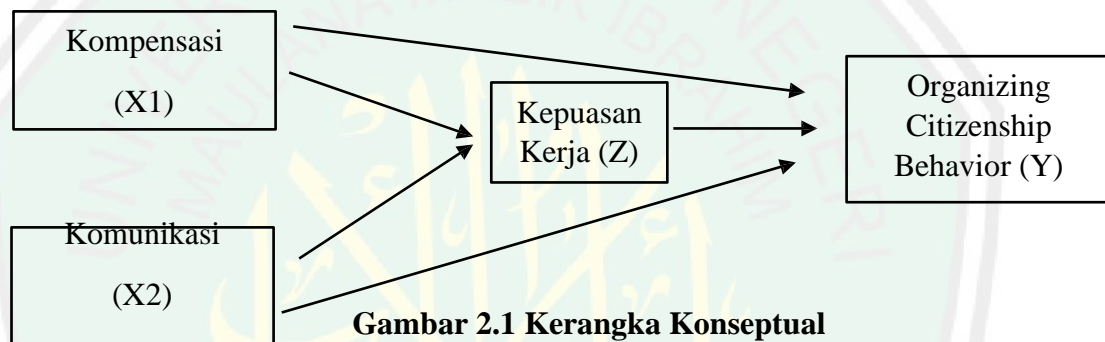 Kompensasi
(X1)
Kepuasan
Kerja (Z)
Organizing
Citizenship
Behavior (Y)
Komunikasi
(X2)
Gambar 2.1 Kerangka Konseptual